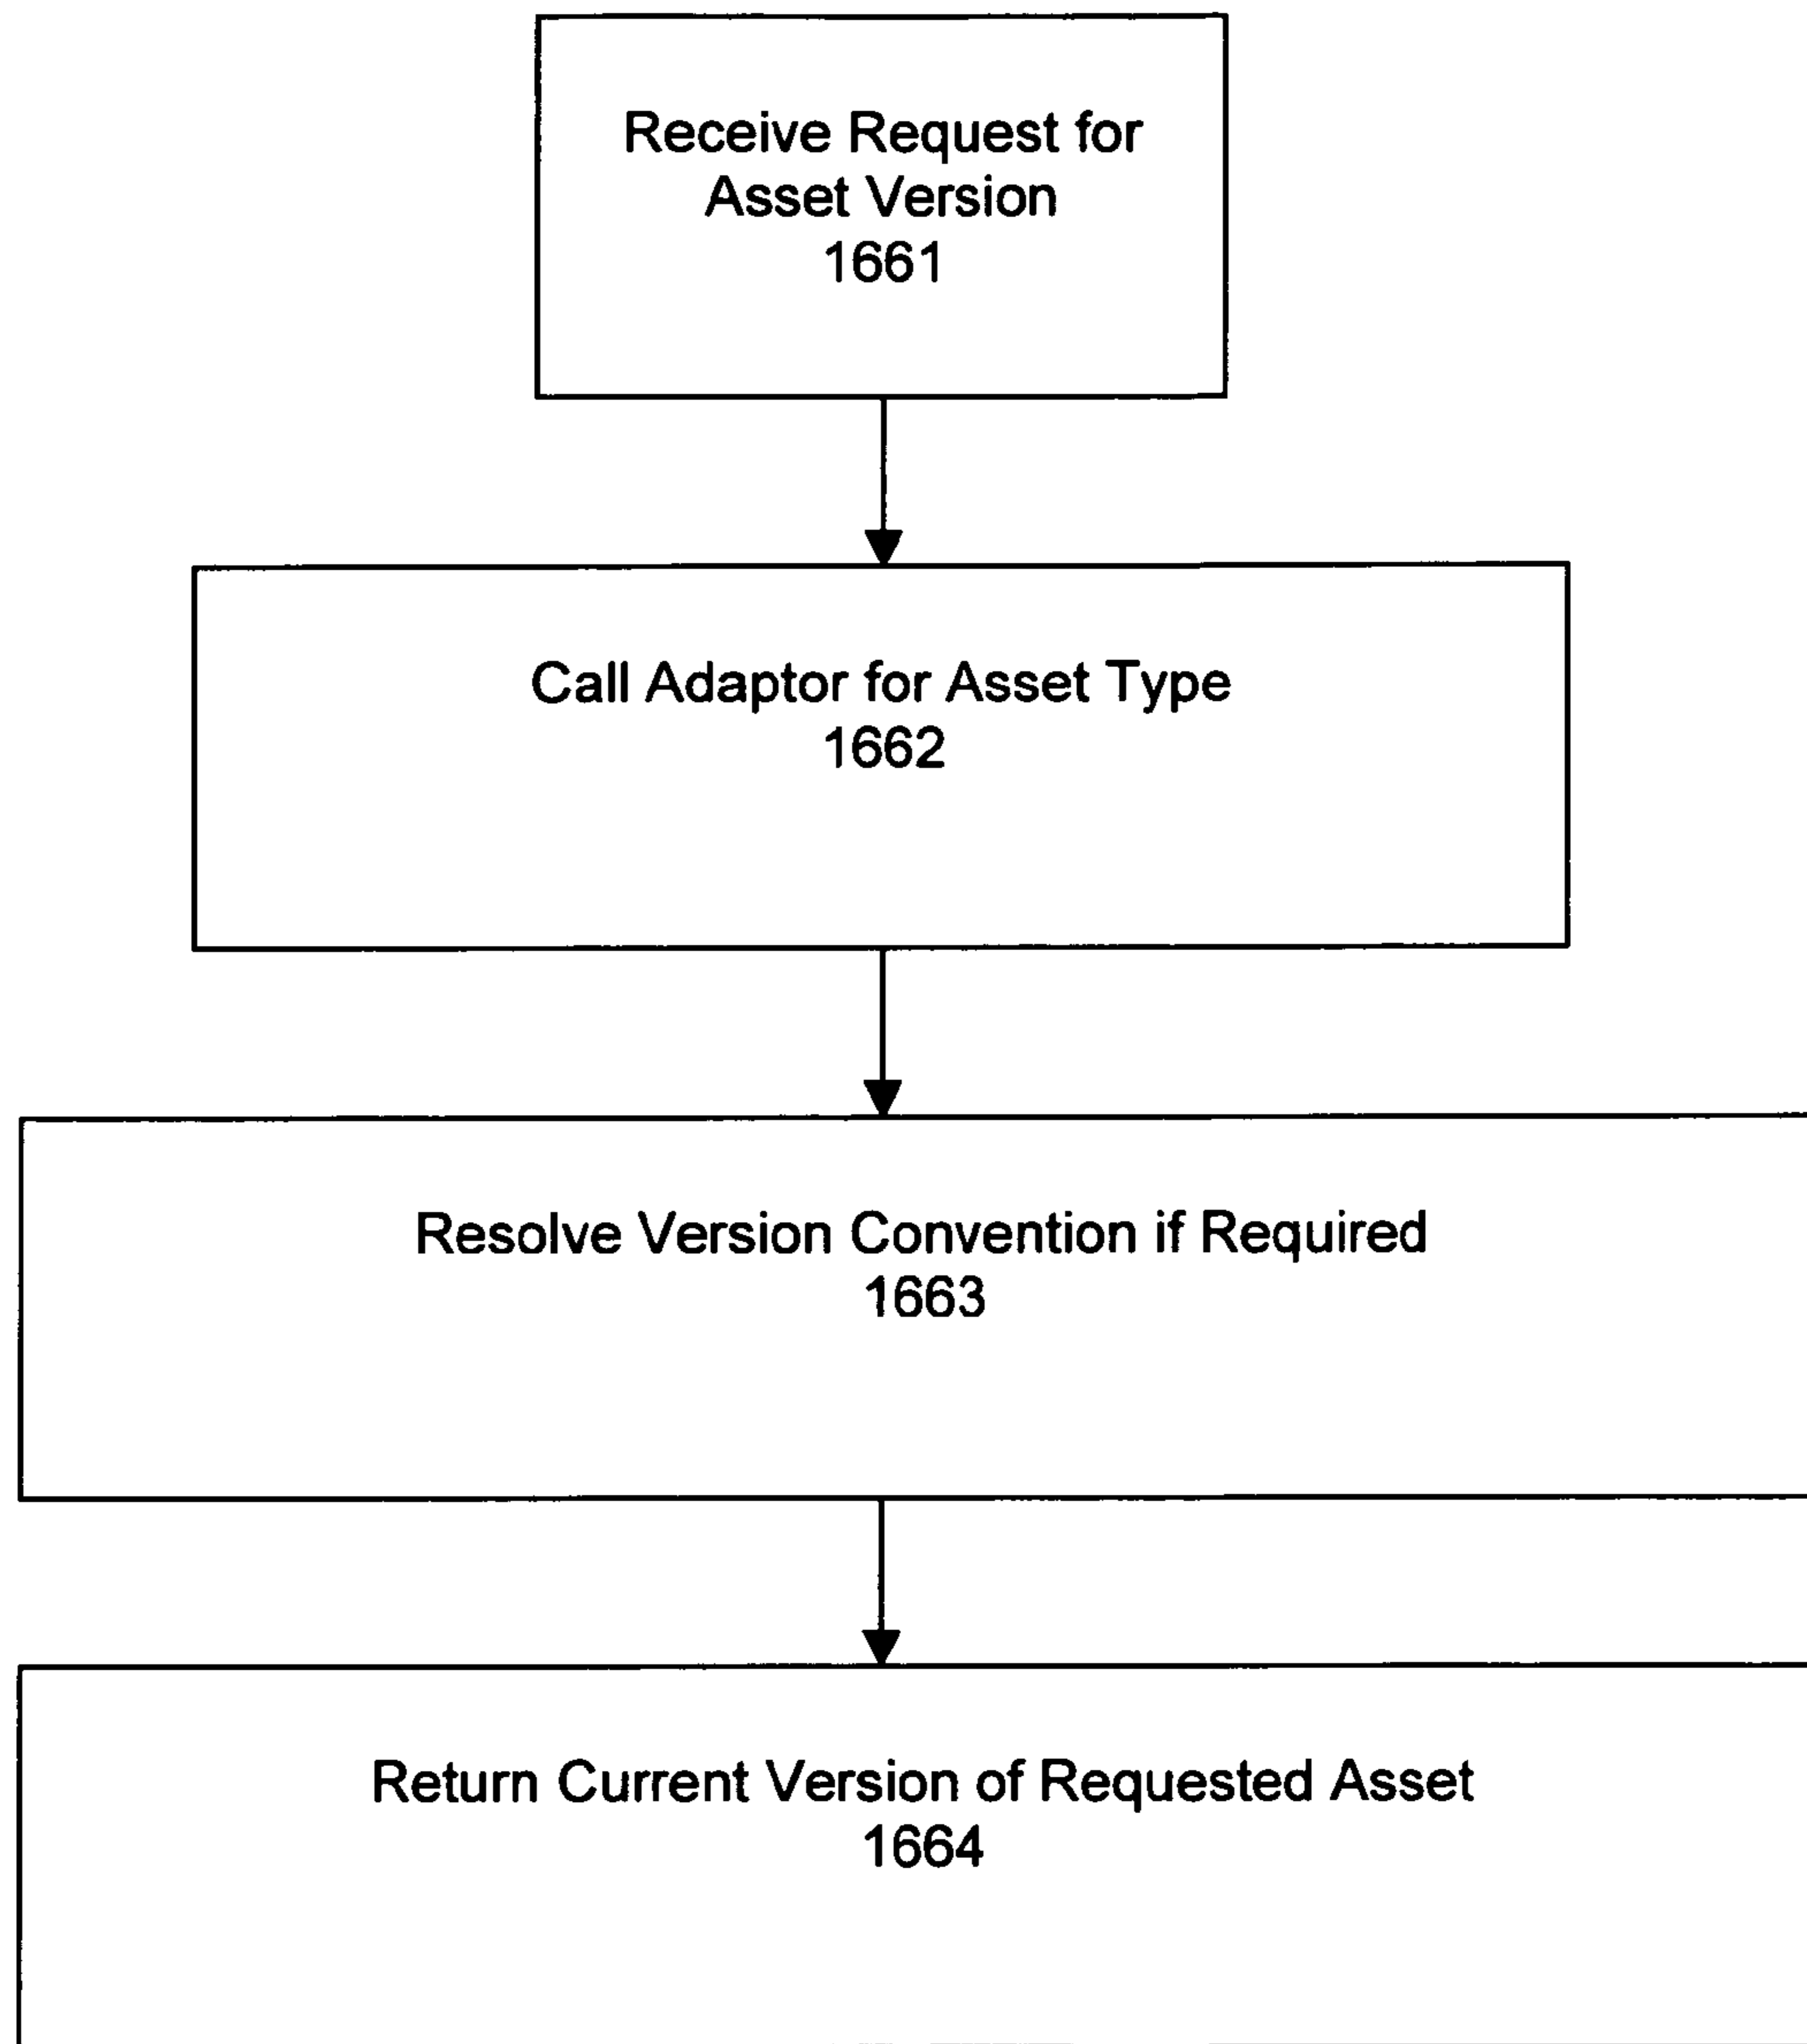 Receive Request for
Asset Version
1661
Call Adaptor for Asset Type
1662
Resolve Version Convention if Required
1663
Return Current Version of Requested Asset
1664